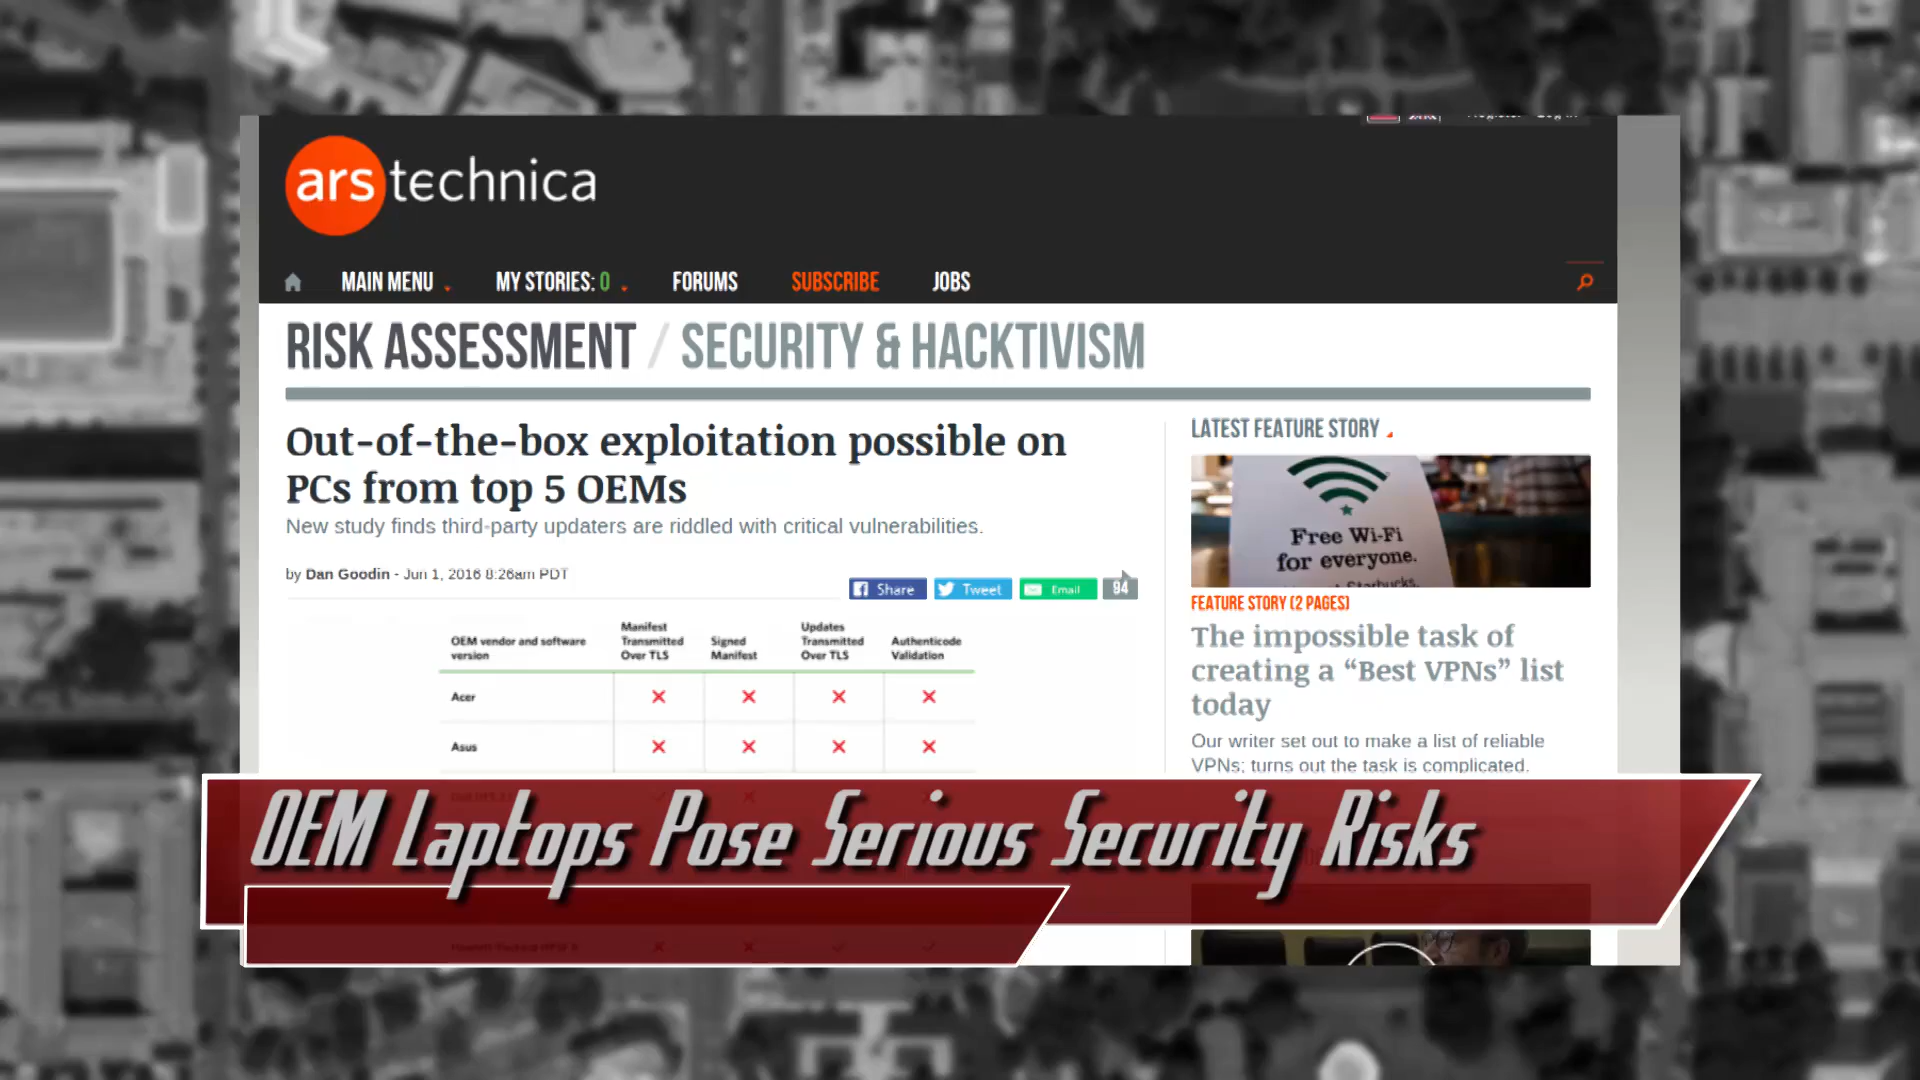 ars technica
MAIN MENU
MY STORIES: 0
FORUMS
SUBSCRIBE
JOBS
RISK ASSESSMENT / SECURITY & HACKTIVISM
Out-of-the-box exploitation possible on
PCs from top 5 OEMs
New study finds third-party updaters are riddled with critical vulnerabilities.
by Dan Goodin - Jun 1, 2016 8:26am PDT
Share
Tweet
Email
94
OEM vendor and software
version
Manifest
Transmitted
Over TLS
Signed
Manifest
Updates
Transmitted
Over TLS
Authenticode
Validation
Acer
Asus
LATEST FEATURE STORY
Free Wi-Fi
for everyone.
Starbucks.
FEATURE STORY (2 PAGES)
The impossible task of
creating a “Best VPNs” list
today
Our writer set out to make a list of reliable
VPNs; turns out the task is complicated.
OEM Laptops Pose Serious Security Risks